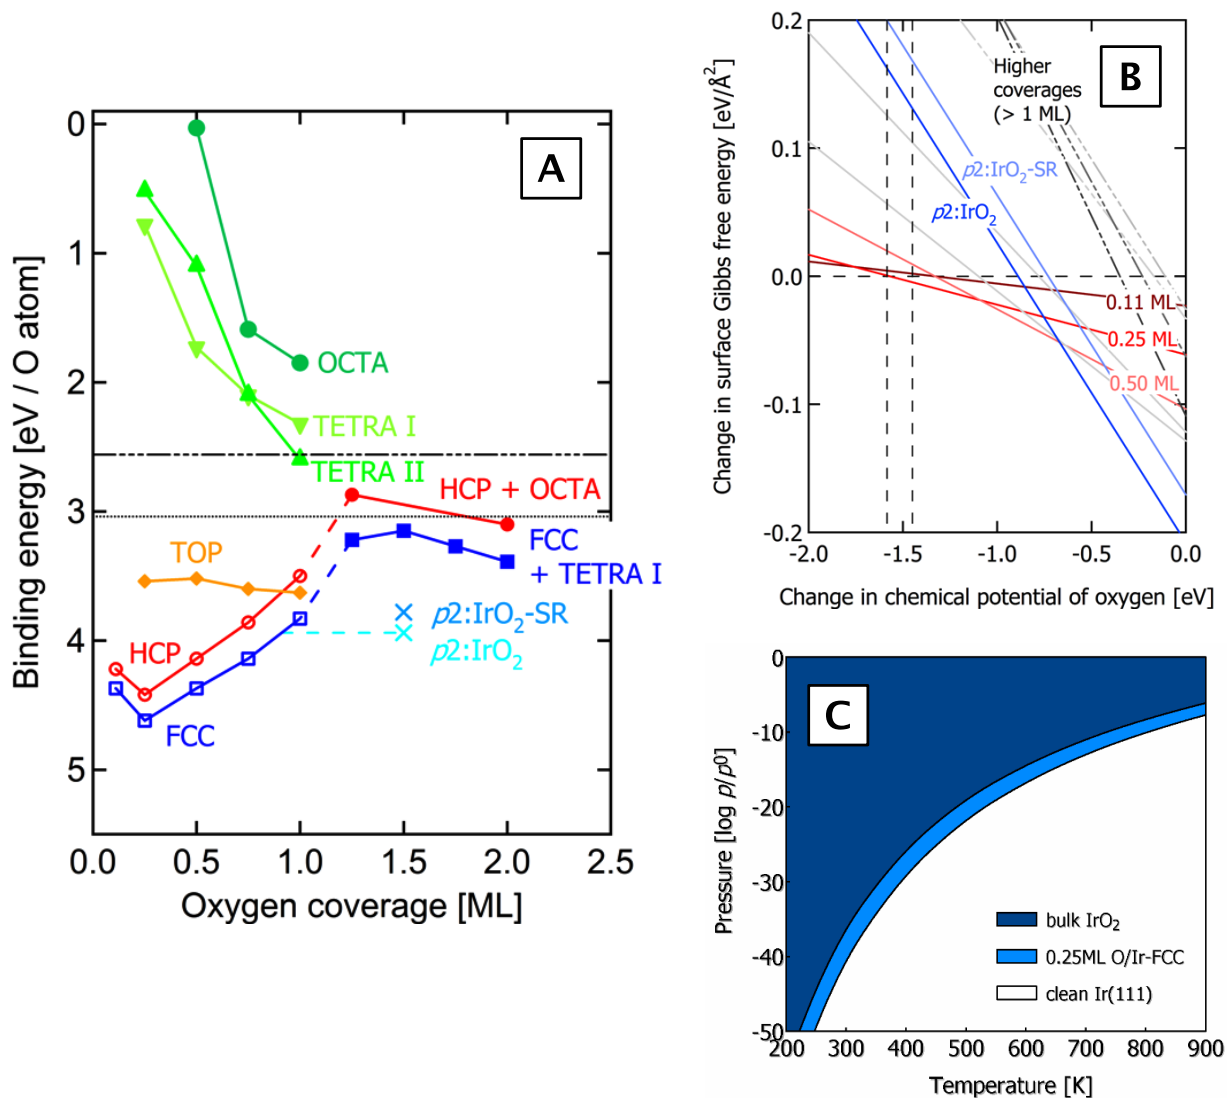 A
Binding energy [eV / O atom]
0
1
2
3
4
5
OCTA
TETRA I
TETRA II
HCP + OCTA
FCC
+ TETRA I
TOP
p2:IrO₂-SR
p2:IrO₂
HCP
FCC
0.0 0.5 1.0 1.5 2.0 2.5
Oxygen coverage [ML]
B
Change in surface Gibbs free energy [eV/Å²]
0.2
0.1
0.0
-0.1
-0.2
Higher
coverages
(> 1 ML)
p2:IrO₂-SR
p2:IrO₂
0.11 ML
0.25 ML
0.50 ML
-2.0 -1.5 -1.0 -0.5 0.0
Change in chemical potential of oxygen [eV]
C
Pressure [log p/p⁰]
0
-10
-20
-30
-40
-50
bulk IrO₂
0.25ML O/Ir-FCC
clean Ir(111)
200 300 400 500 600 700 800 900
Temperature [K]